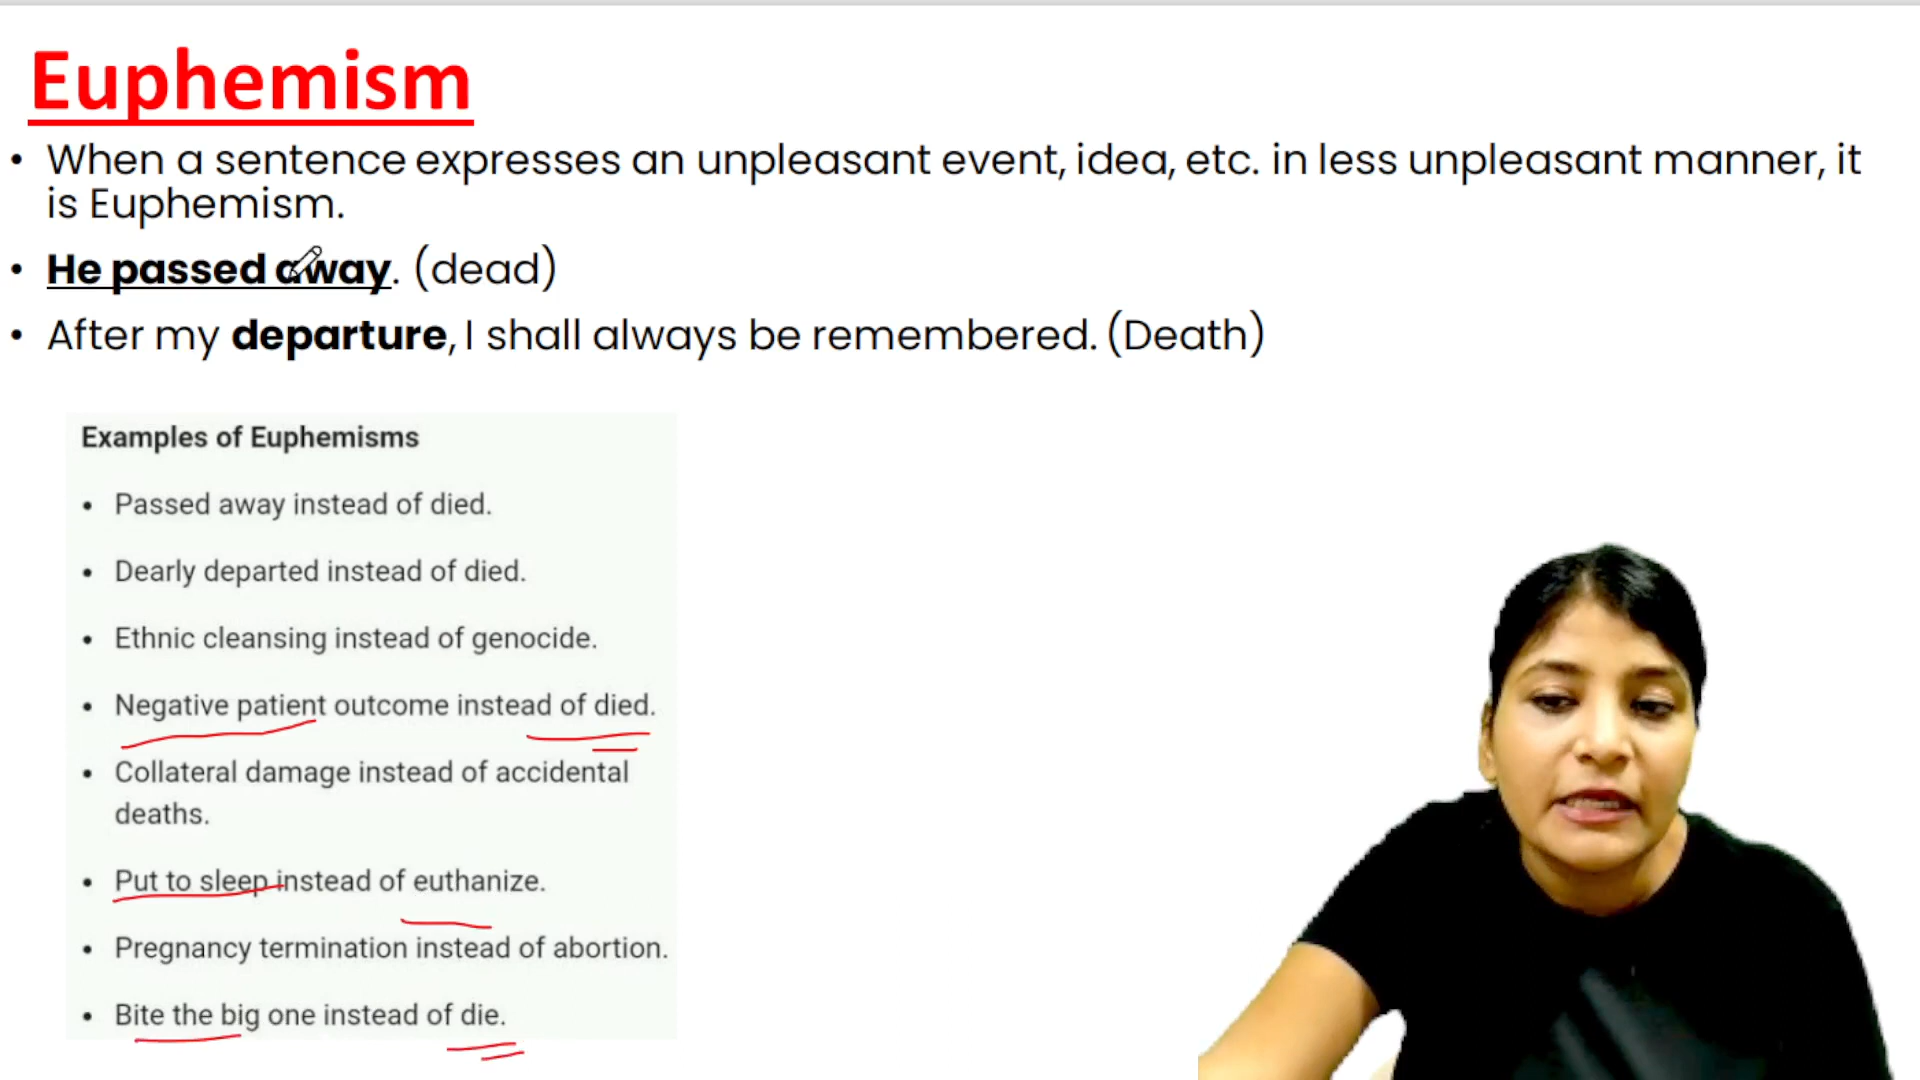 Euphemism
• When a sentence expresses an unpleasant event, idea, etc. in less unpleasant manner, it
is Euphemism.
• He passed away. (dead)
• After my departure, I shall always be remembered. (Death)
Examples of Euphemisms
• Passed away instead of died.
• Dearly departed instead of died.
• Ethnic cleansing instead of genocide.
• Negative patient outcome instead of died.
• Collateral damage instead of accidental
deaths.
• Put to sleep instead of euthanize.
• Pregnancy termination instead of abortion.
• Bite the big one instead of die.